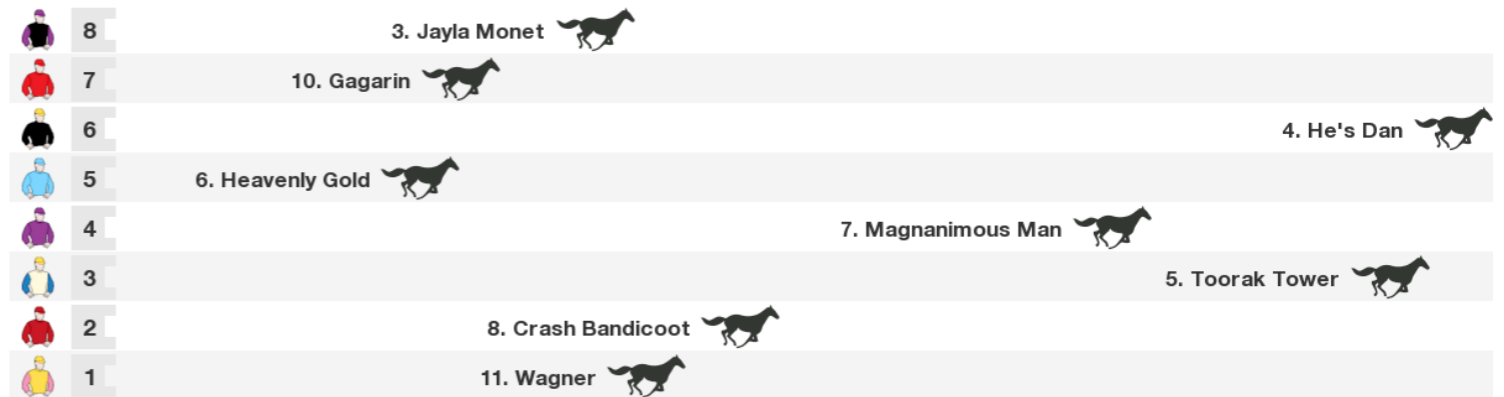 8 3. Jayla Monet
7 10. Gagarin
6 4. He's Dan
5 6. Heavenly Gold
4 7. Magnanimous Man
3 5. Toorak Tower
2 8. Crash Bandicoot
1 11. Wagner